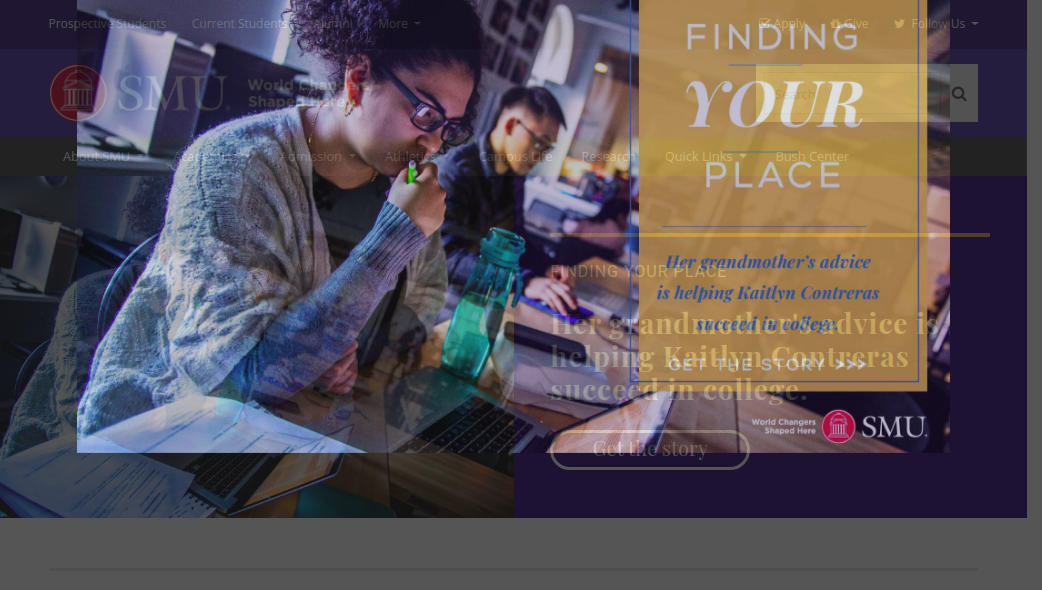 Prospective Students
Current Students
Alumni
More
Apply
Give
Follow Us
SMU
World Changers
Shaped Here
Search
About SMU
Academics
Admission
Athletics
Campus Life
Research
Quick Links
Bush Center
FINDING
YOUR
PLACE
Her grandmother's advice
is helping Kaitlyn Contreras
succeed in college.
GET THE STORY >>>
World Changers
Shaped Here
SMU.
FINDING YOUR PLACE
Her grandmother's advice is
helping Kaitlyn Contreras
succeed in college.
Get the story